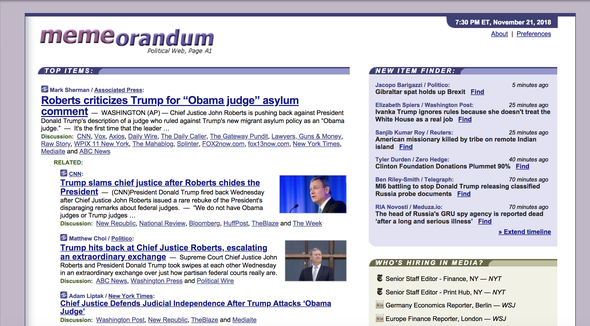 7:30 PM ET, November 21, 2018
memeorandum
Political Web, Page A1
About | Preferences
TOP ITEMS:
Mark Sherman / Associated Press:
Roberts criticizes Trump for “Obama judge” asylum
comment — WASHINGTON (AP) — Chief Justice John Roberts is pushing back against President
Donald Trump's description of a judge who ruled against Trump's new migrant asylum policy as an “Obama
judge.” — It's the first time that the leader …
Discussion: CNN, Vox, Axios, Daily Wire, The Daily Caller, The Gateway Pundit, Lawyers, Guns & Money,
Raw Story, WPIX 11 New York, The Mahablog, Splinter, FOX2now.com, fox13now.com, New York Times,
Mediaite and ABC News
RELATED:
CNN:
Trump slams chief justice after Roberts chides the
President — (CNN)President Donald Trump fired back Wednesday
after Chief Justice John Roberts issued a rare rebuke of the President's
disparaging remarks about federal judges. — “We do not have Obama
judges or Trump judges …
Discussion: New Republic, National Review, Bloomberg, HuffPost, TheBlaze and The Week
Matthew Choi / Politico:
Trump hits back at Chief Justice Roberts, escalating
an extraordinary exchange — Supreme Court Chief Justice John
Roberts and President Donald Trump took swipes at each other Wednesday
in an extraordinary exchange over just how partisan federal courts really are.
Discussion: ABC News, Washington Press and Political Wire
Adam Liptak / New York Times:
Chief Justice Defends Judicial Independence After Trump Attacks ‘Obama
Judge’
Discussion: Washington Post, New Republic, TheBlaze and Mediaite
NEW ITEM FINDER:
Jacopo Barigazzi / Politico: 5 minutes ago
Gibraltar spat holds up Brexit Find
Elizabeth Spiers / Washington Post: 25 minutes ago
Ivanka Trump ignores rules because she doesn't treat the
White House as a real job Find
Sanjib Kumar Roy / Reuters: 25 minutes ago
American missionary killed by tribe on remote Indian
island Find
Tyler Durden / Zero Hedge: 40 minutes ago
Clinton Foundation Donations Plummet 90% Find
Ben Riley-Smith / Telegraph: 70 minutes ago
MI6 battling to stop Donald Trump releasing classified
Russia probe documents Find
RIA Novosti / Meduza.io: 70 minutes ago
The head of Russia's GRU spy agency is reported dead
‘after a long and serious illness’ Find
» Extend timeline
WHO'S HIRING IN MEDIA?
Senior Staff Editor - Finance, NY — NYT
Senior Staff Editor - Print Hub, NY — NYT
Germany Economics Reporter, Berlin — WSJ
Europe Finance Reporter, London — WSJ